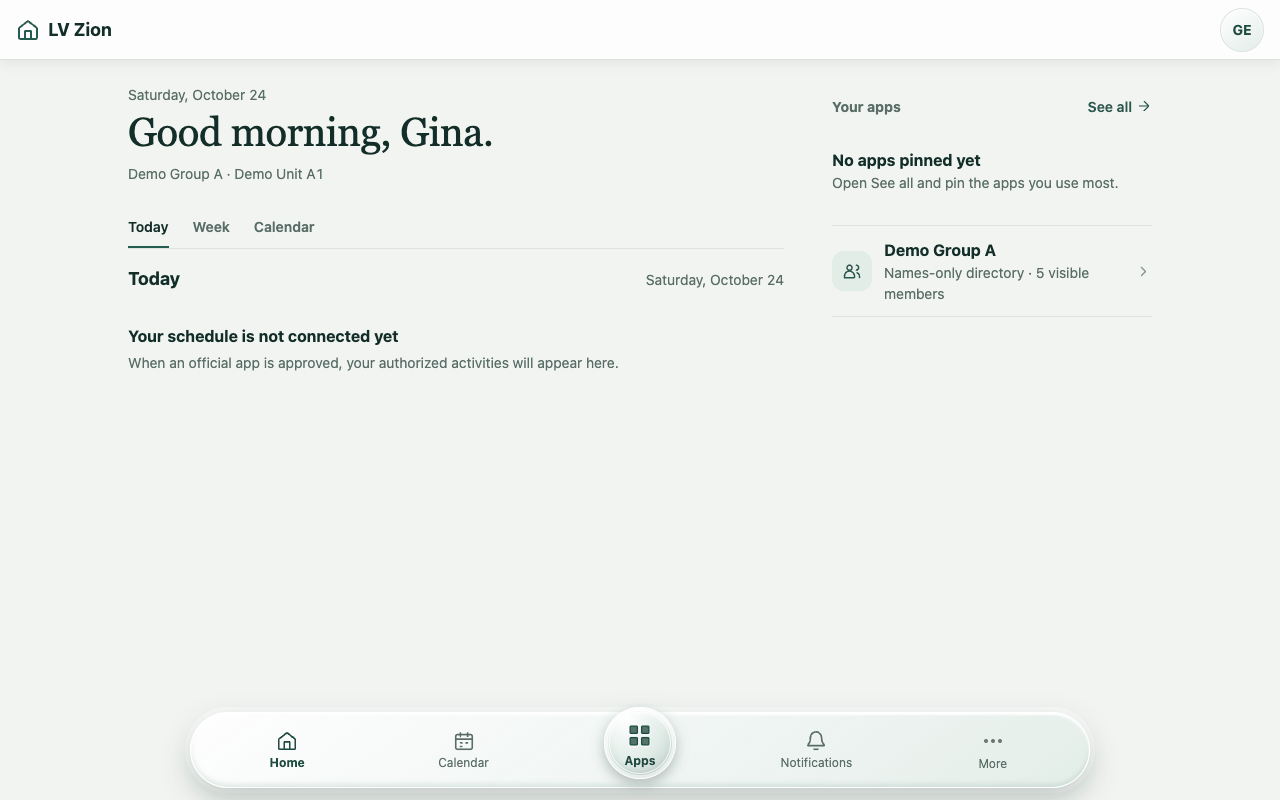 LV Zion
GE
Saturday, October 24
Good morning, Gina.
Demo Group A · Demo Unit A1
Today
Week
Calendar
Today
Saturday, October 24
Your schedule is not connected yet
When an official app is approved, your authorized activities will appear here.
Your apps
See all
No apps pinned yet
Open See all and pin the apps you use most.
Demo Group A
Names-only directory · 5 visible
members
Home
Calendar
Apps
Notifications
More